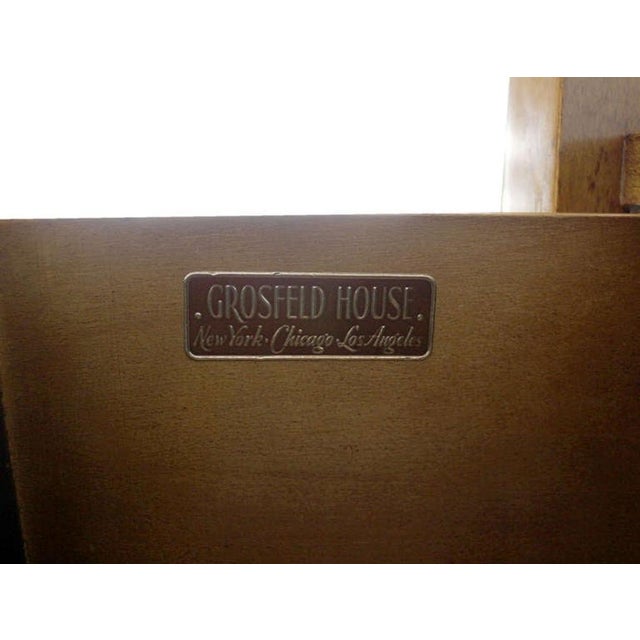 . GROSFELD HOUSE .
New York · Chicago · Los Angeles